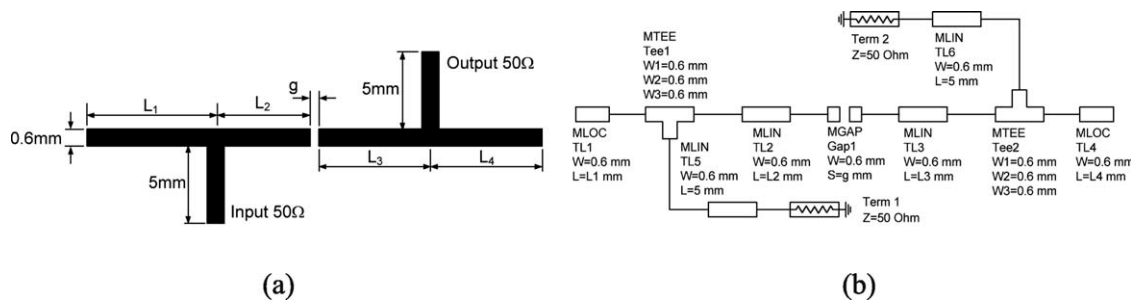 Output 50Ω
5mm
g
L1
L2
0.6mm
L3
L4
5mm
Input 50Ω
(a)
Term 2
Z=50 Ohm
MLIN
TL6
W=0.6 mm
L=5 mm
MTEE
Tee1
W1=0.6 mm
W2=0.6 mm
W3=0.6 mm
MLOC
TL1
W=0.6 mm
L=L1 mm
MLIN
TL5
W=0.6 mm
L=5 mm
MLIN
TL2
W=0.6 mm
L=L2 mm
MGAP
Gap1
W=0.6 mm
S=g mm
MLIN
TL3
W=0.6 mm
L=L3 mm
MTEE
Tee2
W1=0.6 mm
W2=0.6 mm
W3=0.6 mm
MLOC
TL4
W=0.6 mm
L=L4 mm
Term 1
Z=50 Ohm
(b)